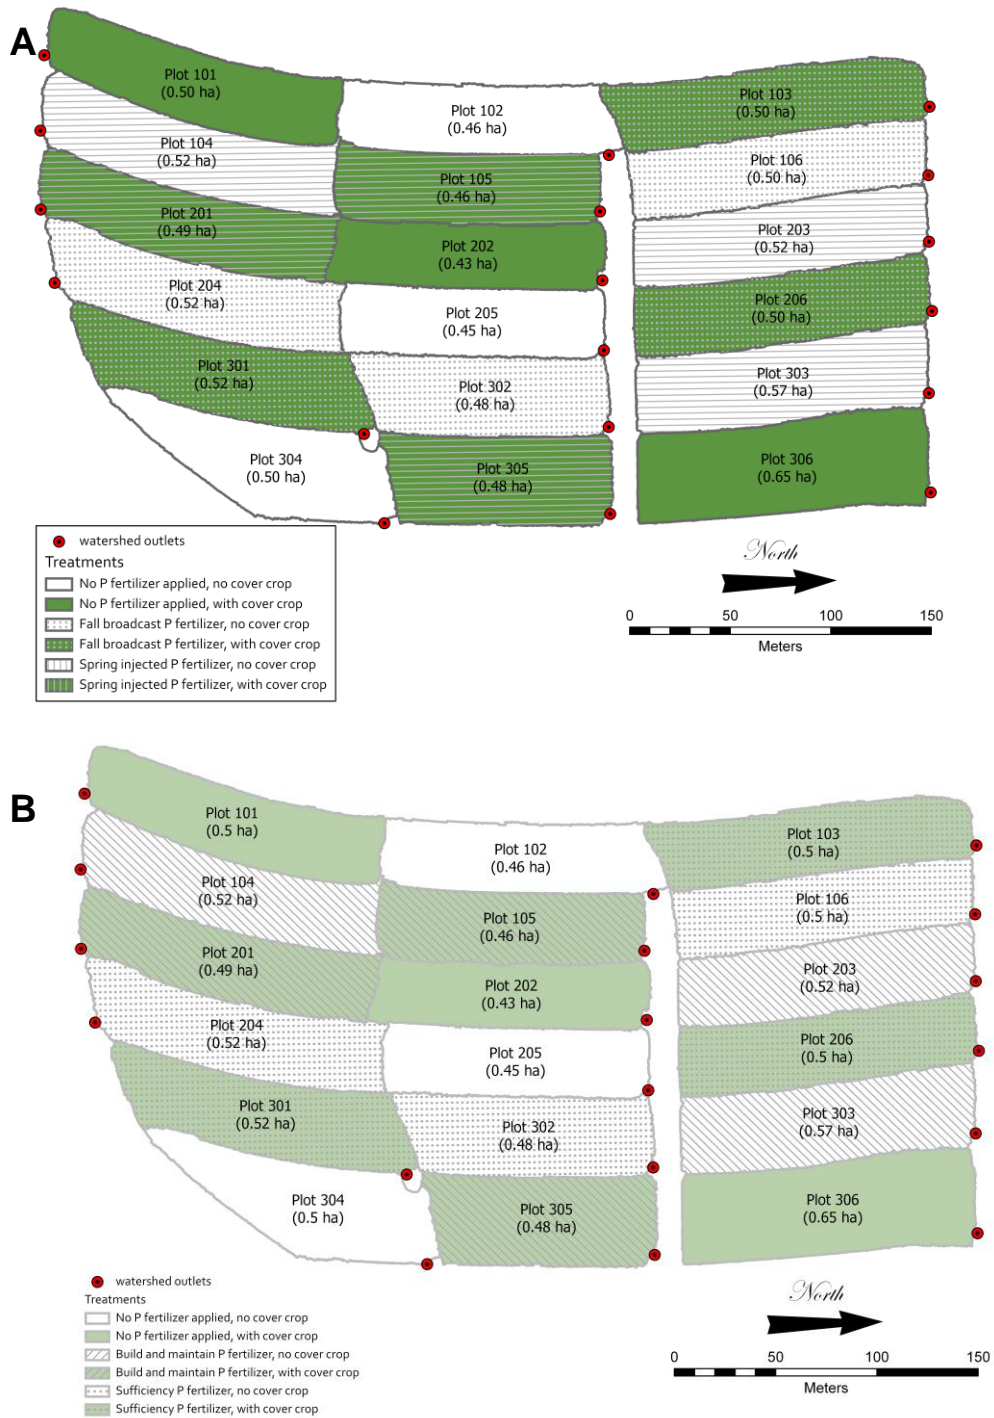 A
Plot 101
(0.50 ha)
Plot 102
(0.46 ha)
Plot 103
(0.50 ha)
Plot 104
(0.52 ha)
Plot 105
(0.46 ha)
Plot 106
(0.50 ha)
Plot 201
(0.49 ha)
Plot 202
(0.43 ha)
Plot 203
(0.52 ha)
Plot 204
(0.52 ha)
Plot 205
(0.45 ha)
Plot 206
(0.50 ha)
Plot 301
(0.52 ha)
Plot 302
(0.48 ha)
Plot 303
(0.57 ha)
Plot 304
(0.50 ha)
Plot 305
(0.48 ha)
Plot 306
(0.65 ha)
watershed outlets
Treatments
No P fertilizer applied, no cover crop
No P fertilizer applied, with cover crop
Fall broadcast P fertilizer, no cover crop
Fall broadcast P fertilizer, with cover crop
Spring injected P fertilizer, no cover crop
Spring injected P fertilizer, with cover crop
North
0 50 100 150
Meters
B
Plot 101
(0.5 ha)
Plot 102
(0.46 ha)
Plot 103
(0.5 ha)
Plot 104
(0.52 ha)
Plot 105
(0.46 ha)
Plot 106
(0.5 ha)
Plot 201
(0.49 ha)
Plot 202
(0.43 ha)
Plot 203
(0.52 ha)
Plot 204
(0.52 ha)
Plot 205
(0.45 ha)
Plot 206
(0.5 ha)
Plot 301
(0.52 ha)
Plot 302
(0.48 ha)
Plot 303
(0.57 ha)
Plot 304
(0.5 ha)
Plot 305
(0.48 ha)
Plot 306
(0.65 ha)
watershed outlets
Treatments
No P fertilizer applied, no cover crop
No P fertilizer applied, with cover crop
Build and maintain P fertilizer, no cover crop
Build and maintain P fertilizer, with cover crop
Sufficiency P fertilizer, no cover crop
Sufficiency P fertilizer, with cover crop
North
0 50 100 150
Meters